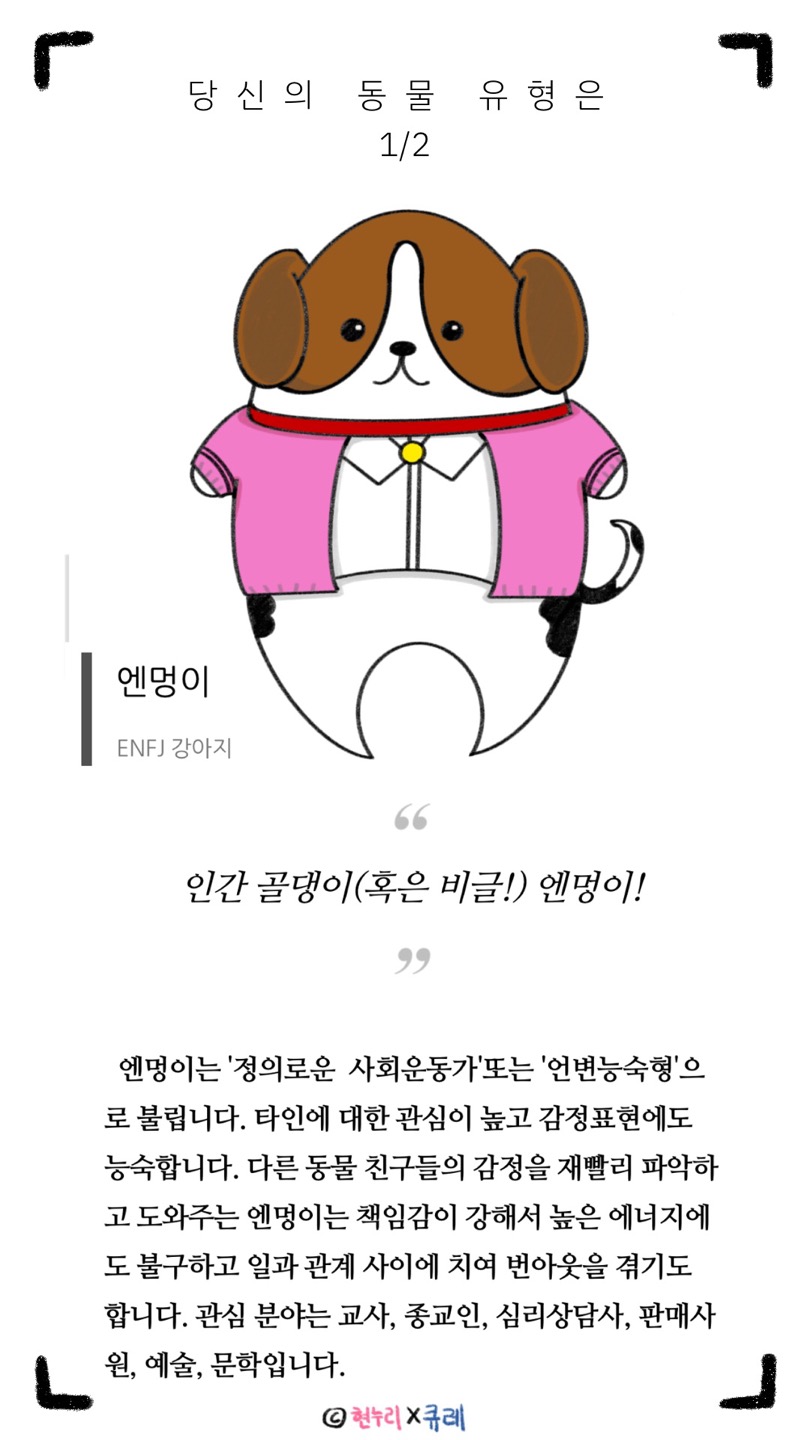 당신의 동물 유형은
1/2
엔멍이
ENFJ 강아지
“
인간 골댕이(혹은 비글!) 엔멍이!
”
엔멍이는 '정의로운 사회운동가'또는 '언변능숙형'으
로 불립니다. 타인에 대한 관심이 높고 감정표현에도
능숙합니다. 다른 동물 친구들의 감정을 재빨리 파악하
고 도와주는 엔멍이는 책임감이 강해서 높은 에너지에
도 불구하고 일과 관계 사이에 치여 번아웃을 겪기도
합니다. 관심 분야는 교사, 종교인, 심리상담사, 판매사
원, 예술, 문학입니다.
© 현누리 X 큐레